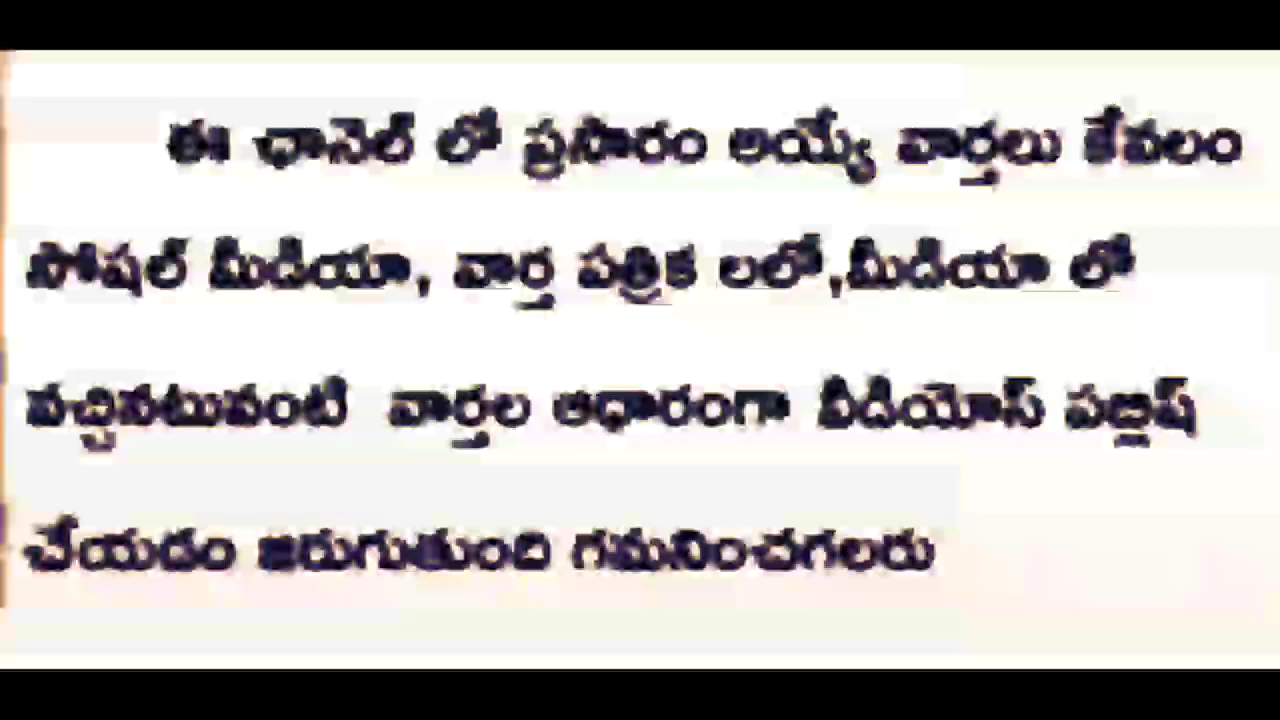 ఈ ఛానెల్ లో ప్రసారం అయ్యే వార్తలు కేవలం
సోషల్ మీడియా, వార్త పత్రిక లలో ,మీడియా లో
వచ్చినటువంటి వార్తల ఆధారంగా వీడియోస్ పబ్లిష్
చేయడం జరుగుతుంది గమనించగలరు